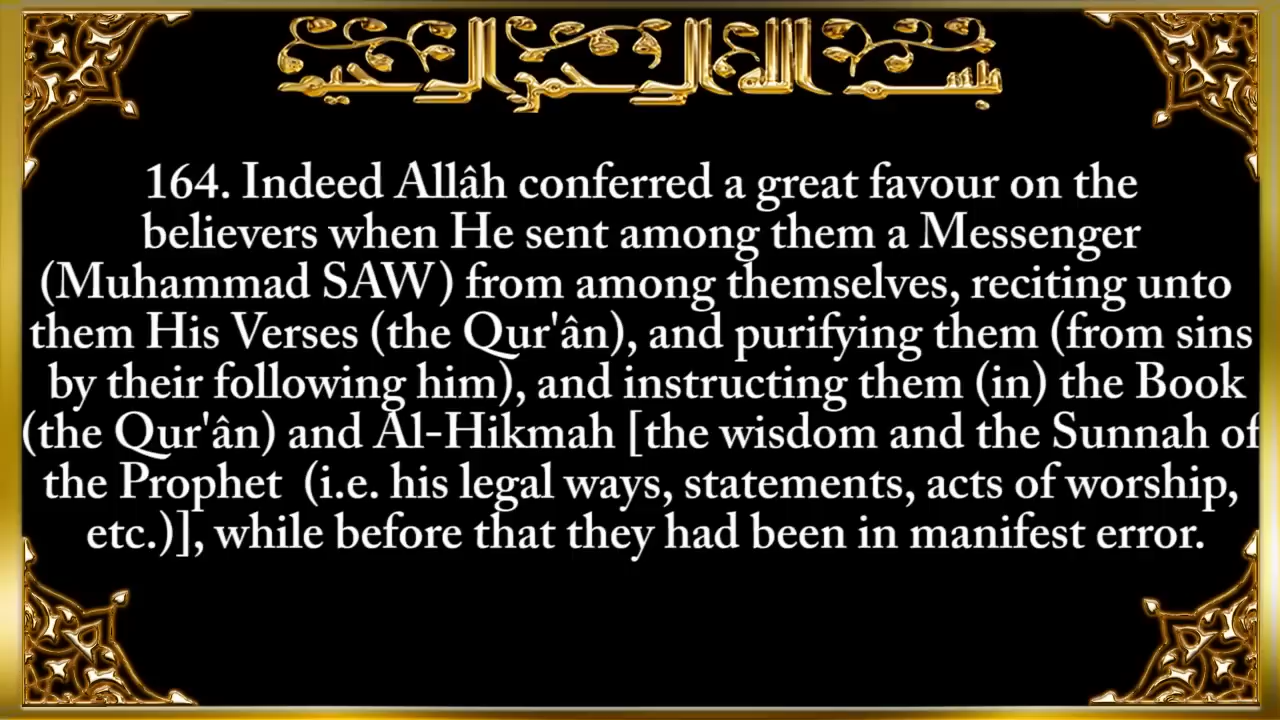 بسم الله الرحمن الرحيم
164. Indeed Allâh conferred a great favour on the
believers when He sent among them a Messenger
(Muhammad SAW) from among themselves, reciting unto
them His Verses (the Qur'ân), and purifying them (from sins
by their following him), and instructing them (in) the Book
(the Qur'ân) and Al-Hikmah [the wisdom and the Sunnah of
the Prophet  (i.e. his legal ways, statements, acts of worship,
etc.)], while before that they had been in manifest error.